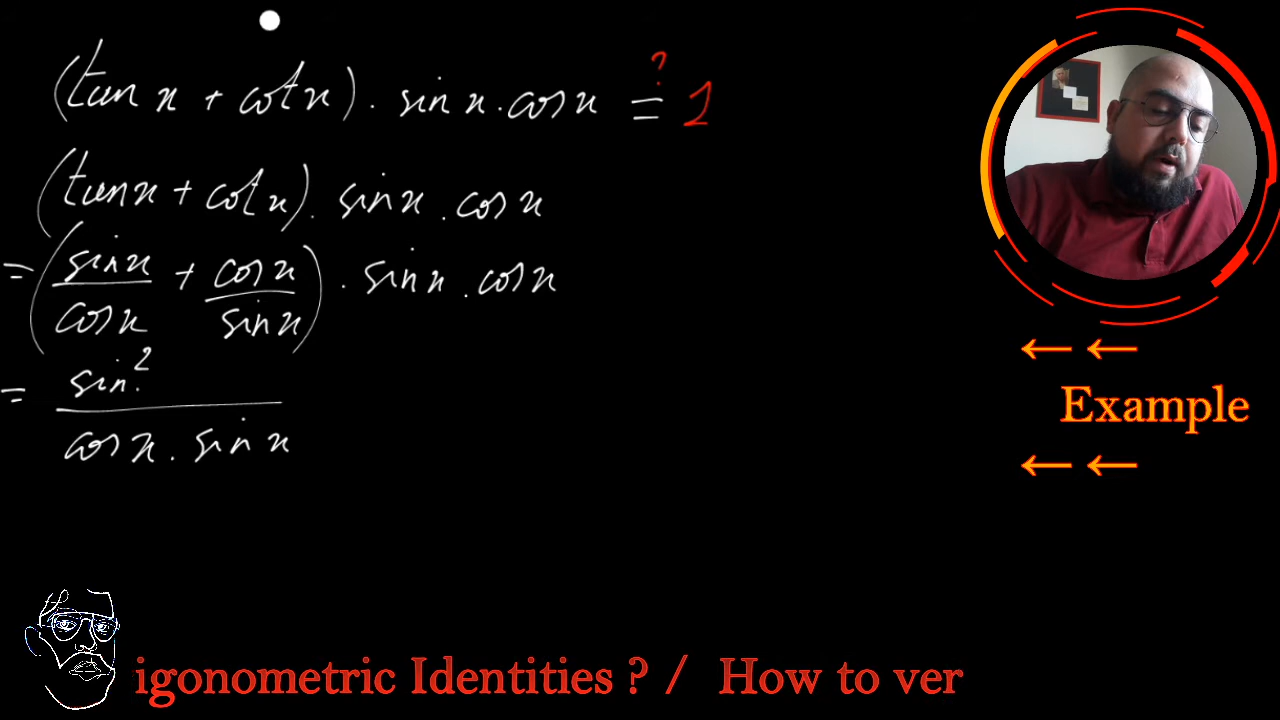 (tan x + cot x) . sin x . cos x ?= 1
(tan x + cot x) . sin x . cos x
= (sin x / cos x + cos x / sin x) . sin x . cos x
= sin² / cos x . sin x
← ←
Example
← ←
igonometric Identities ? / How to ver